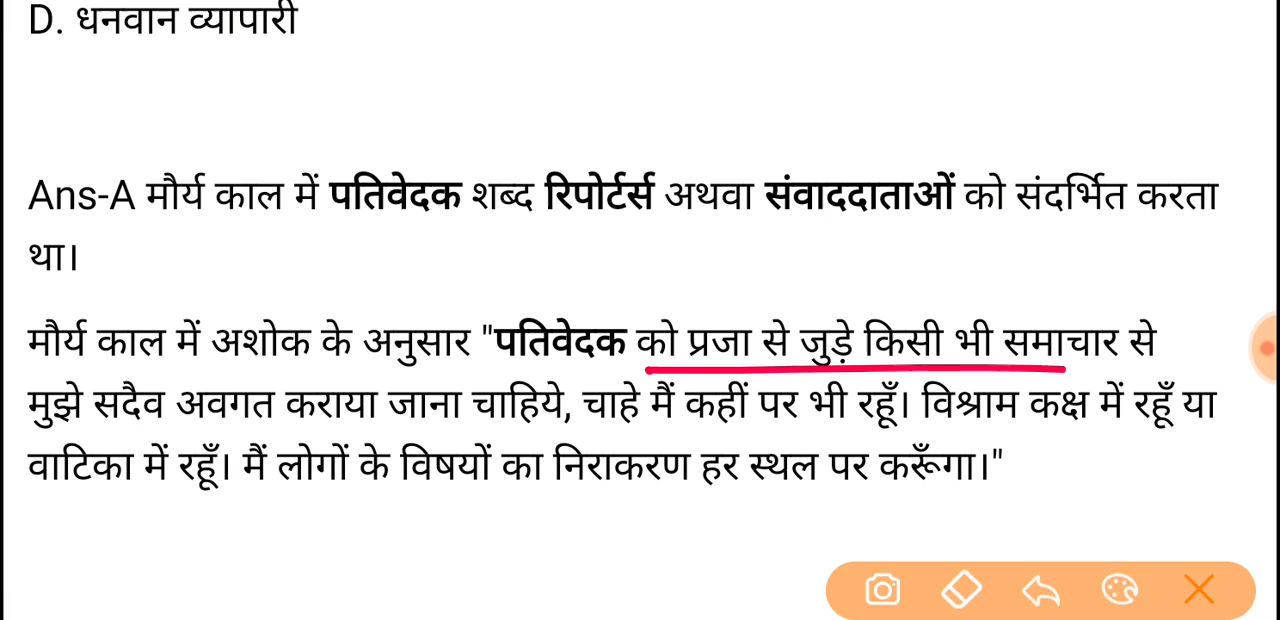 D. धनवान व्यापारी
Ans-A मौर्य काल में पतिवेदक शब्द रिपोर्टर्स अथवा संवाददाताओं को संदर्भित करता
था।
मौर्य काल में अशोक के अनुसार "पतिवेदक को प्रजा से जुड़े किसी भी समाचार से
मुझे सदैव अवगत कराया जाना चाहिये, चाहे मैं कहीं पर भी रहूँ। विश्राम कक्ष में रहूँ या
वाटिका में रहूँ। मैं लोगों के विषयों का निराकरण हर स्थल पर करूँगा।"